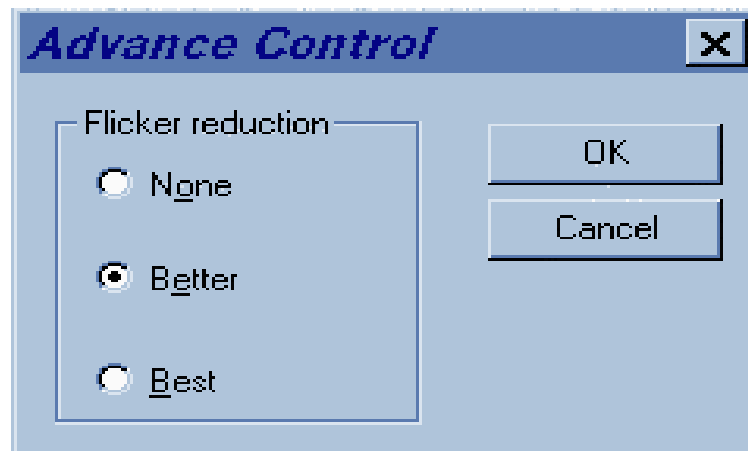 Advance Control
Flicker reduction
None
Better
Best
OK
Cancel